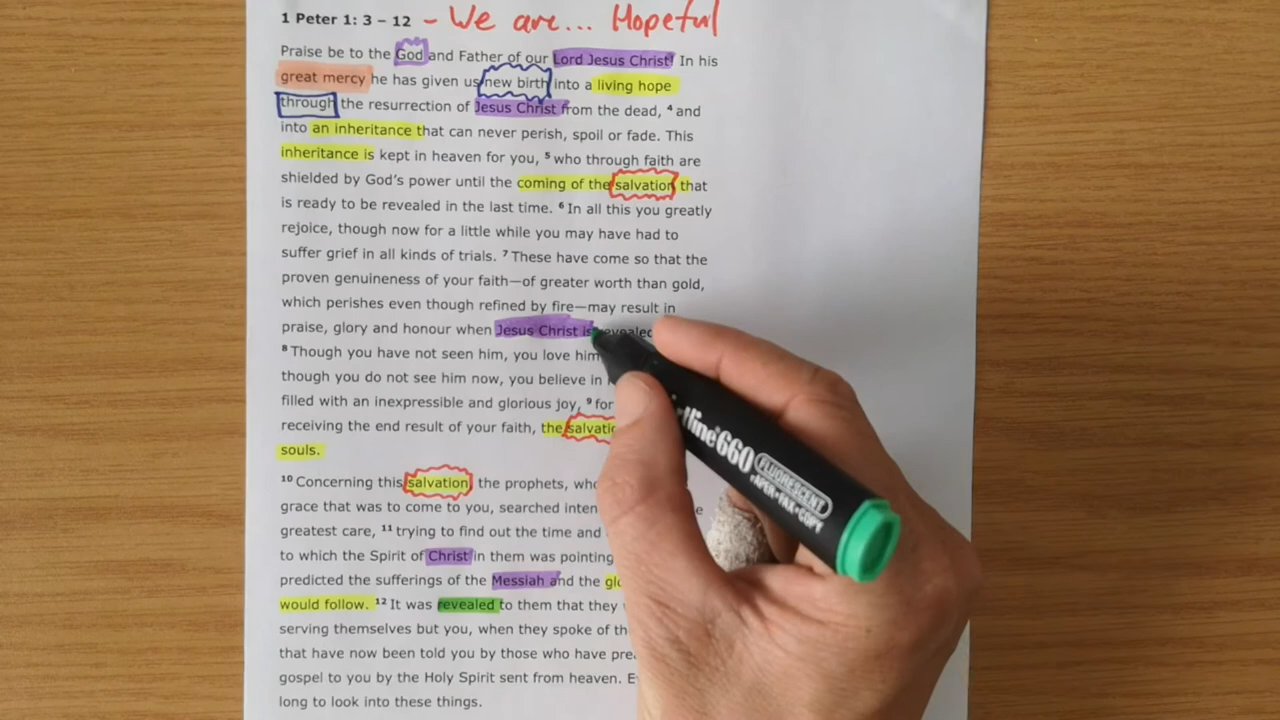 1 Peter 1: 3 – 12 – We are... Hopeful
Praise be to the God and Father of our Lord Jesus Christ! In his
great mercy he has given us new birth into a living hope
through the resurrection of Jesus Christ from the dead, ⁴ and
into an inheritance that can never perish, spoil or fade. This
inheritance is kept in heaven for you, ⁵ who through faith are
shielded by God’s power until the coming of the salvation that
is ready to be revealed in the last time. ⁶ In all this you greatly
rejoice, though now for a little while you may have had to
suffer grief in all kinds of trials. ⁷ These have come so that the
proven genuineness of your faith—of greater worth than gold,
which perishes even though refined by fire—may result in
praise, glory and honour when Jesus Christ is revealed
⁸ Though you have not seen him, you love him
though you do not see him now, you believe in
filled with an inexpressible and glorious joy, ⁹ for
receiving the end result of your faith, the salvatio
souls.
¹⁰ Concerning this salvation the prophets, who
grace that was to come to you, searched inten
greatest care, ¹¹ trying to find out the time and
to which the Spirit of Christ in them was pointing
predicted the sufferings of the Messiah and the glo
would follow. ¹² It was revealed to them that they
serving themselves but you, when they spoke of th
that have now been told you by those who have prea
gospel to you by the Holy Spirit sent from heaven. E
long to look into these things.
660
FLUORESCENT
PAPER•FAX•COPY